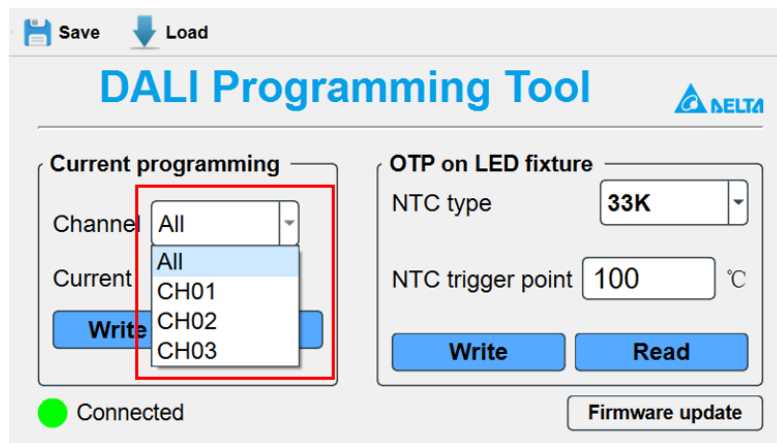 Save Load
DALI Programming Tool
DELTA
Current programming
Channel All
All
CH01
CH02
CH03
Current
Write
OTP on LED fixture
NTC type 33K
NTC trigger point 100 ℃
Write Read
Connected
Firmware update